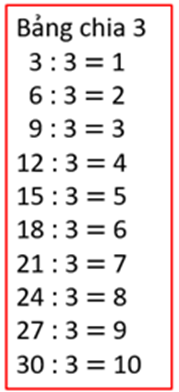 Bảng chia 3
3 : 3 = 1
6 : 3 = 2
9 : 3 = 3
12 : 3 = 4
15 : 3 = 5
18 : 3 = 6
21 : 3 = 7
24 : 3 = 8
27 : 3 = 9
30 : 3 = 10